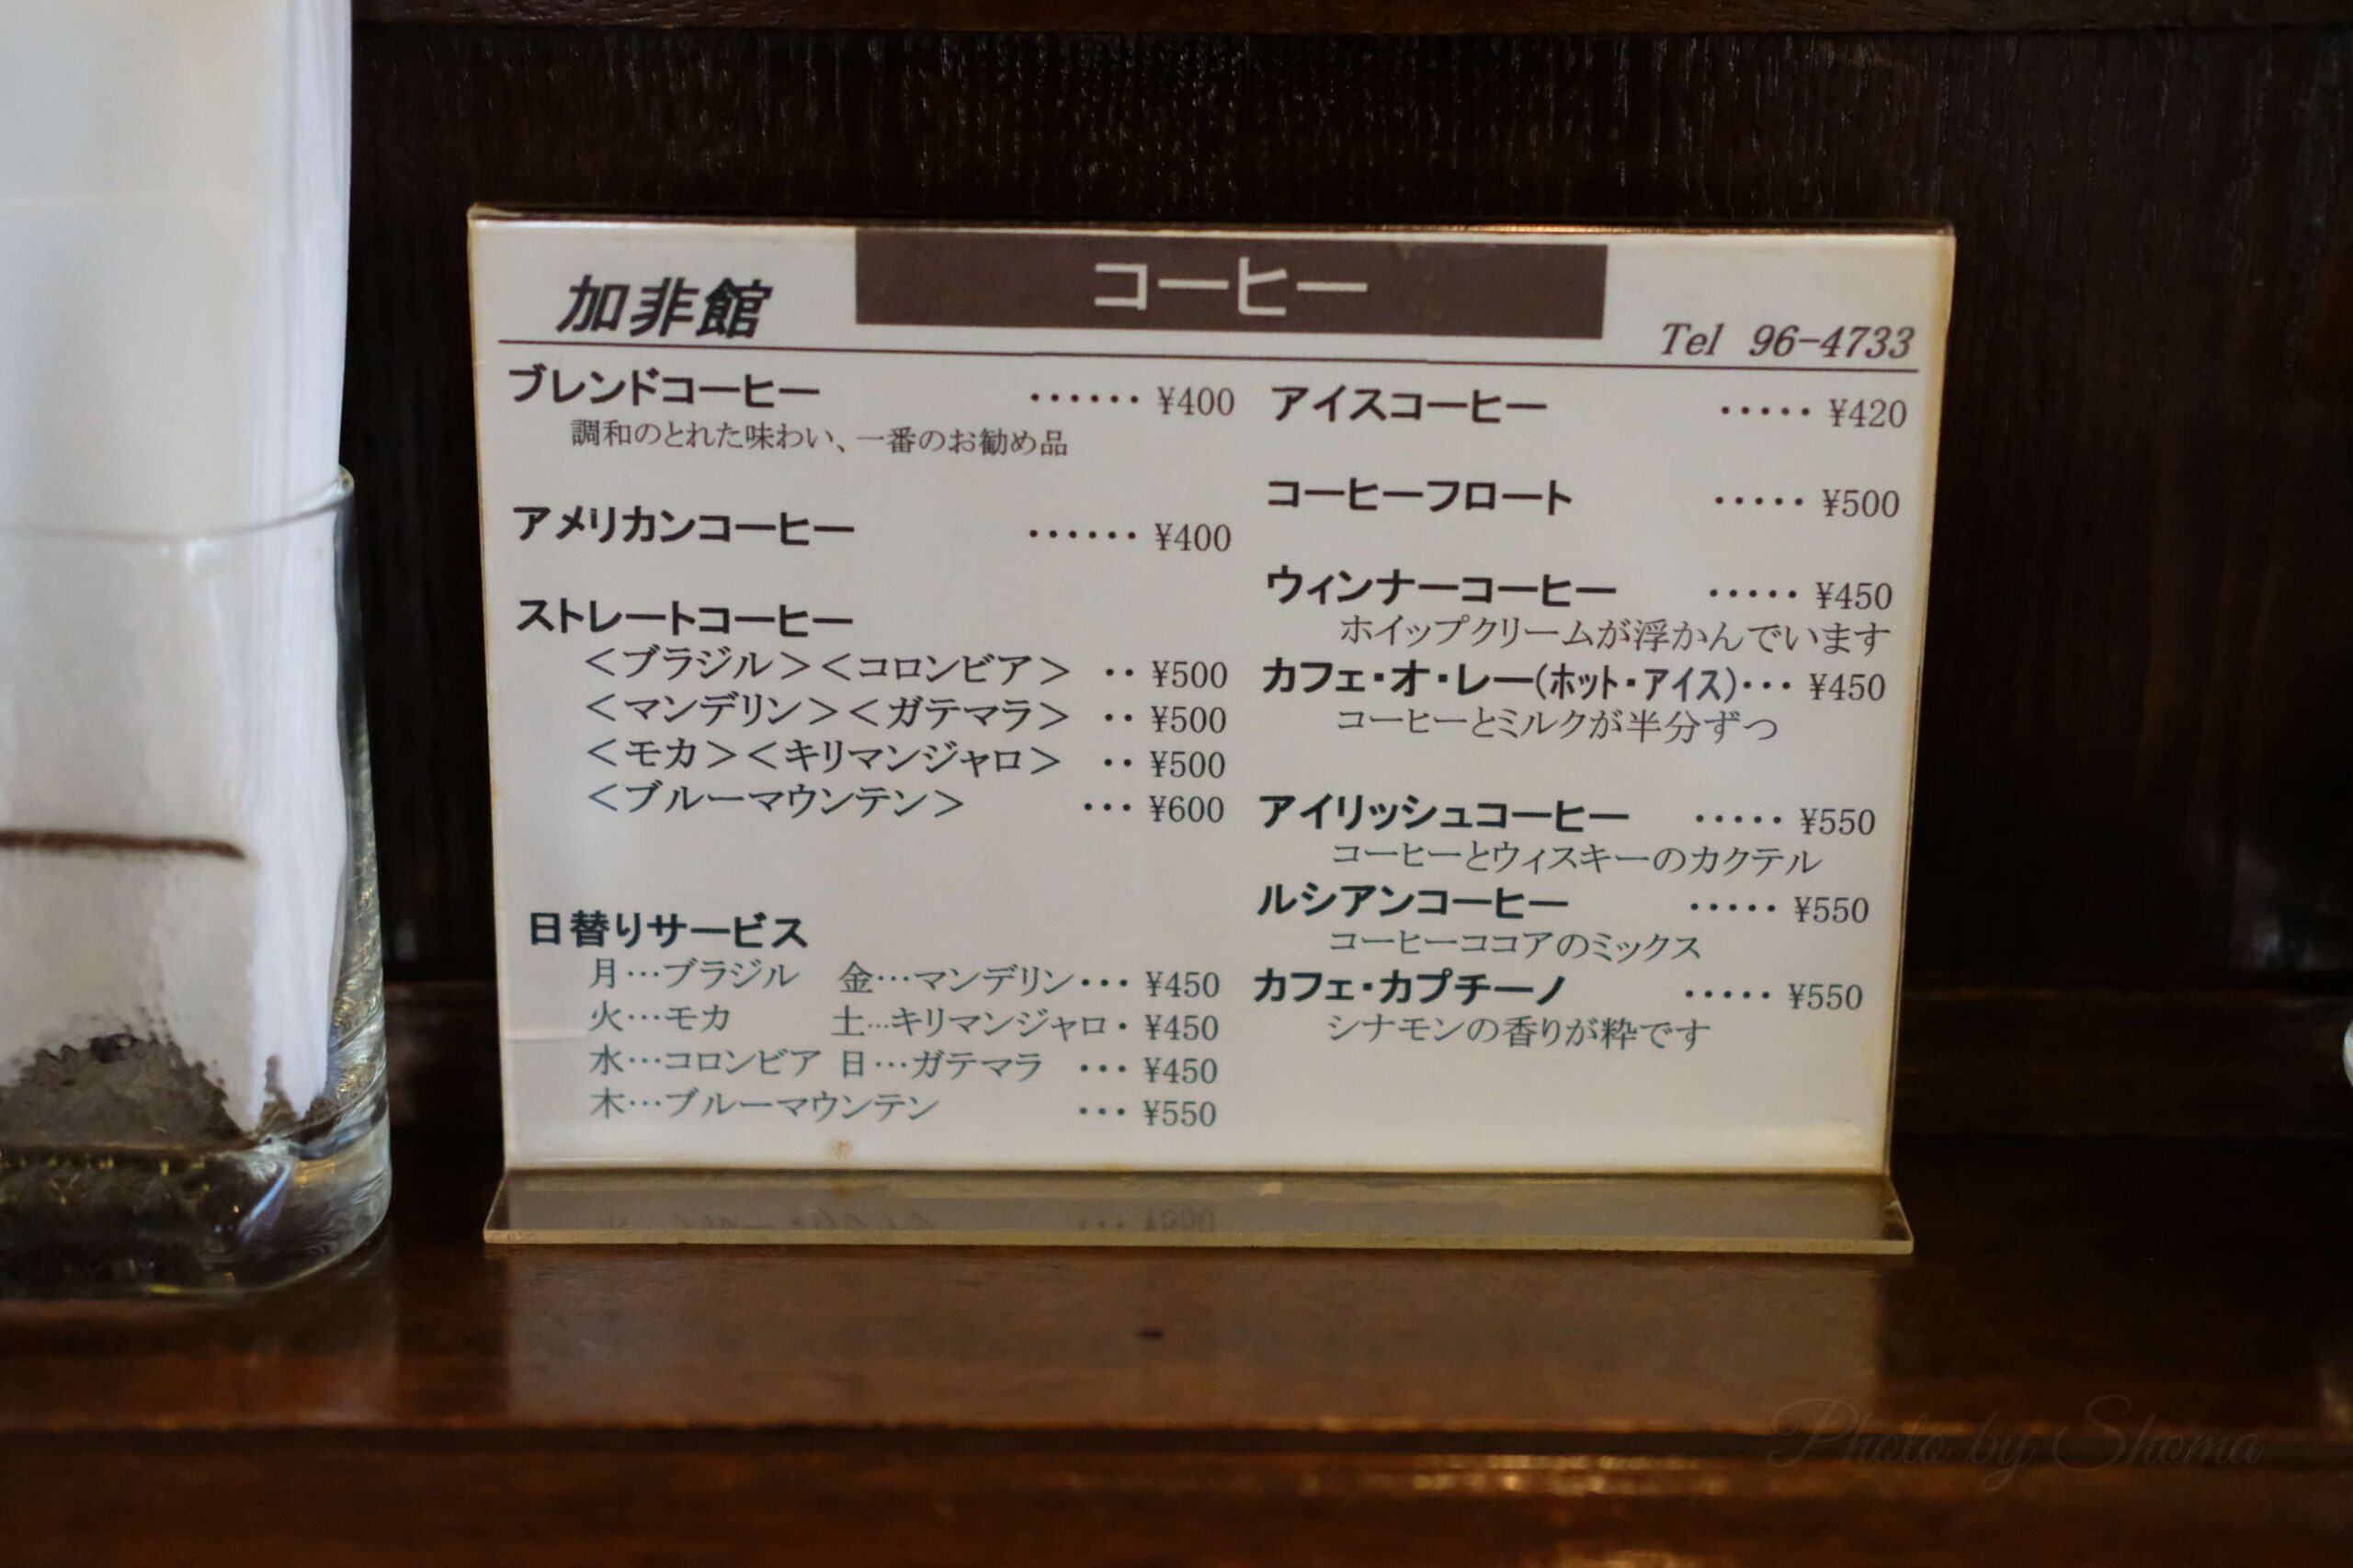 加非館
コーヒー
Tel 96-4733
ブレンドコーヒー ‥‥‥ ¥400
調和のとれた味わい、一番のお勧め品
アメリカンコーヒー ‥‥‥ ¥400
ストレートコーヒー
＜ブラジル＞＜コロンビア＞ ‥ ¥500
＜マンデリン＞＜ガテマラ＞ ‥ ¥500
＜モカ＞＜キリマンジャロ＞ ‥ ¥500
＜ブルーマウンテン＞ … ¥600
日替りサービス
月…ブラジル 金…マンデリン… ¥450
火…モカ 土…キリマンジャロ・ ¥450
水…コロンビア 日…ガテマラ … ¥450
木…ブルーマウンテン … ¥550
アイスコーヒー ‥‥・ ¥420
コーヒーフロート ‥‥・ ¥500
ウィンナーコーヒー ‥‥・ ¥450
ホイップクリームが浮かんでいます
カフェ・オ・レー(ホット・アイス)… ¥450
コーヒーとミルクが半分ずつ
アイリッシュコーヒー ‥‥・ ¥550
コーヒーとウィスキーのカクテル
ルシアンコーヒー ‥‥・ ¥550
コーヒーココアのミックス
カフェ・カプチーノ ‥‥・ ¥550
シナモンの香りが粋です
Photo by Shoma